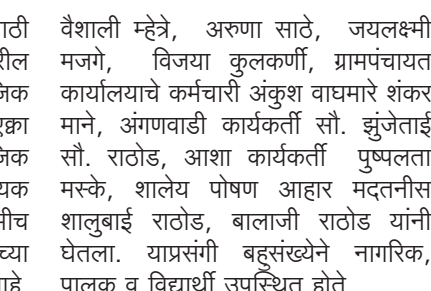 वैशाली म्हेत्रे, अरुणा साठे, जयलक्ष्मी
मजगे, विजया कुलकर्णी, ग्रामपंचायत
कार्यालयाचे कर्मचारी अंकुश वाघमारे शंकर
माने, अंगणवाडी कार्यकर्ती सौ. झुंजेताई
सौ. राठोड, आशा कार्यकर्ती पुष्पलता
मस्के, शालेय पोषण आहार मदतनीस
शालुबाई राठोड, बालाजी राठोड यांनी
घेतला. याप्रसंगी बहुसंख्येने नागरिक,
पालक व विद्यार्थी उपस्थित होते